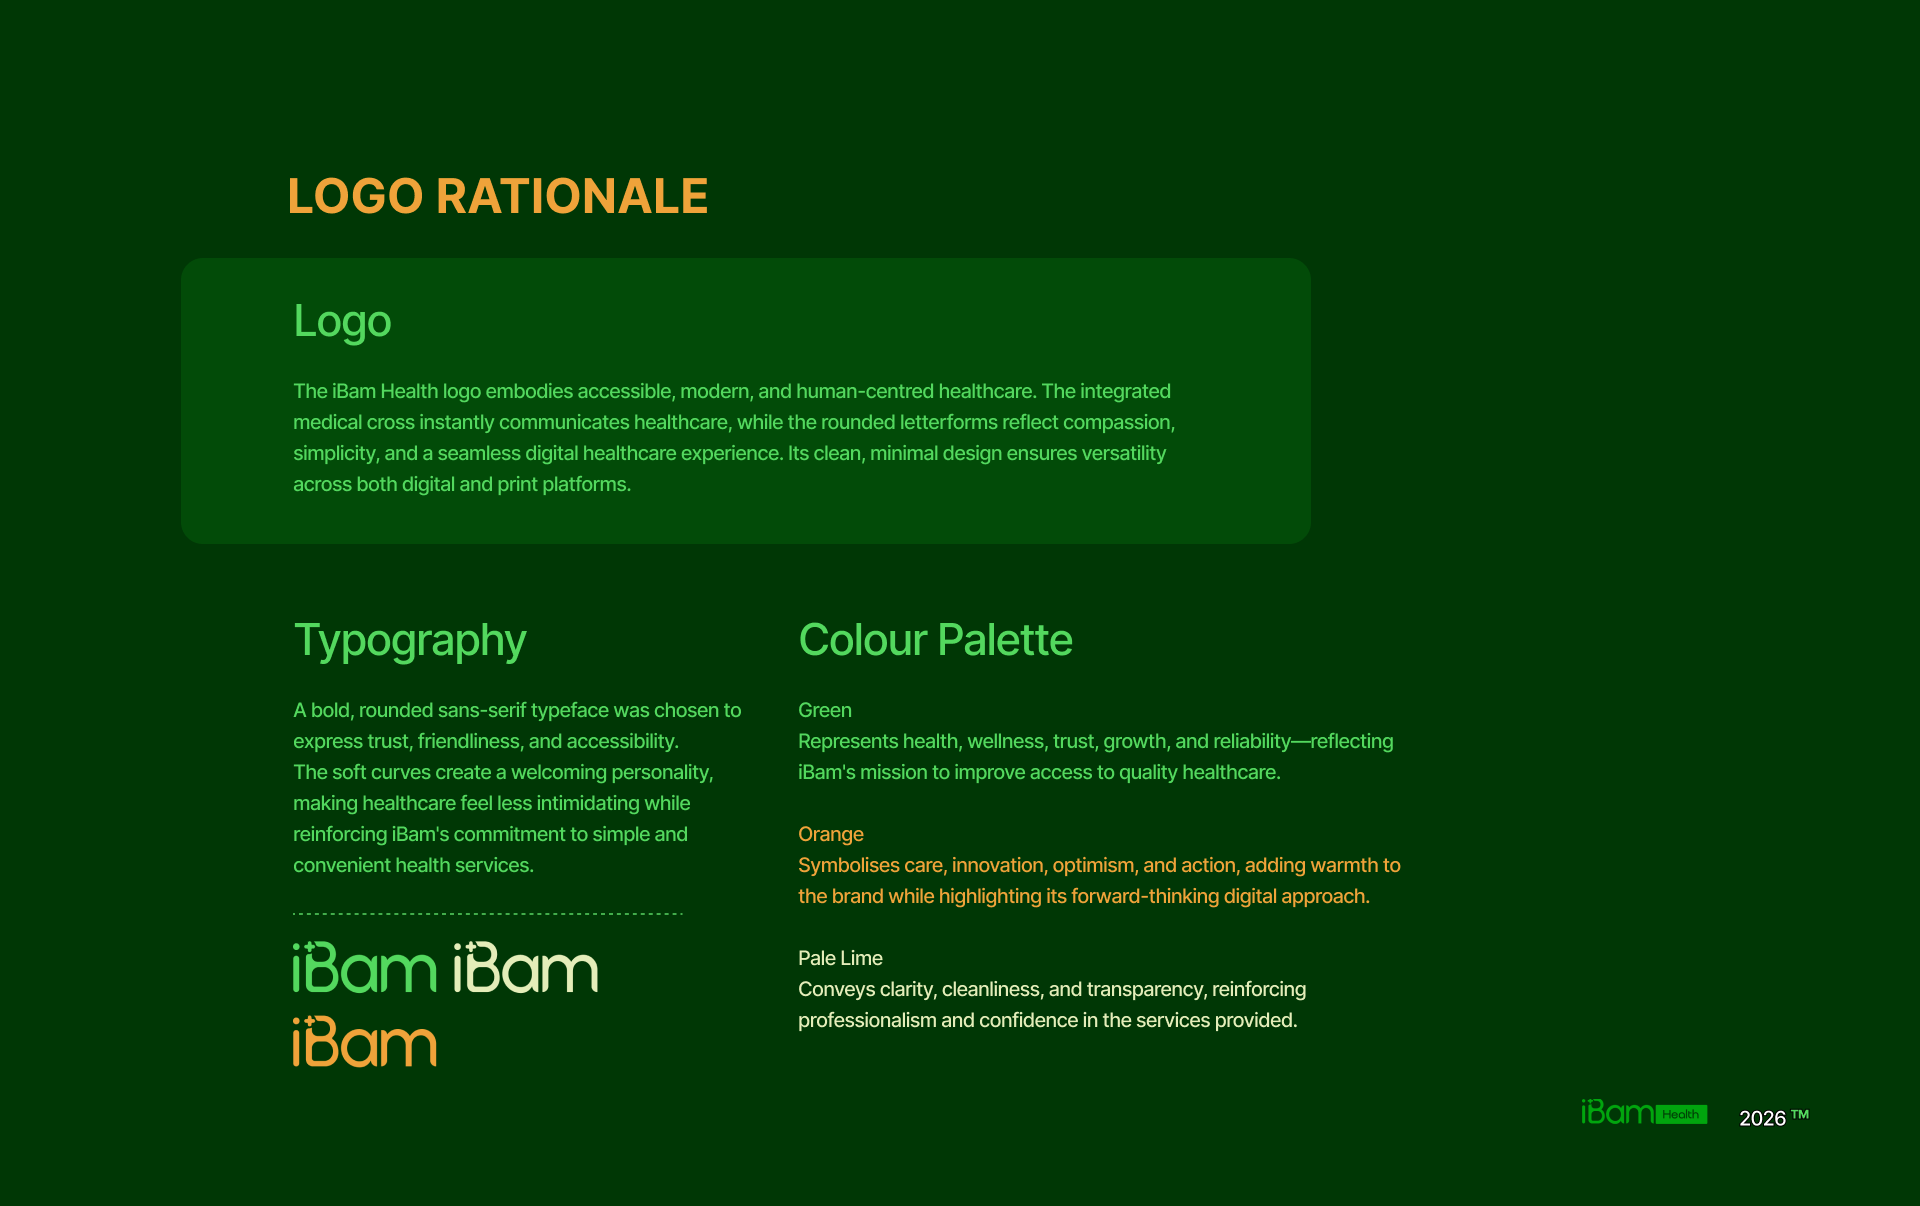 LOGO RATIONALE
Logo
The iBam Health logo embodies accessible, modern, and human-centred healthcare. The integrated
medical cross instantly communicates healthcare, while the rounded letterforms reflect compassion,
simplicity, and a seamless digital healthcare experience. Its clean, minimal design ensures versatility
across both digital and print platforms.
Typography
A bold, rounded sans-serif typeface was chosen to
express trust, friendliness, and accessibility.
The soft curves create a welcoming personality,
making healthcare feel less intimidating while
reinforcing iBam's commitment to simple and
convenient health services.
iBam iBam
iBam
Colour Palette
Green
Represents health, wellness, trust, growth, and reliability—reflecting
iBam's mission to improve access to quality healthcare.
Orange
Symbolises care, innovation, optimism, and action, adding warmth to
the brand while highlighting its forward-thinking digital approach.
Pale Lime
Conveys clarity, cleanliness, and transparency, reinforcing
professionalism and confidence in the services provided.
iBam Health 2026 ™